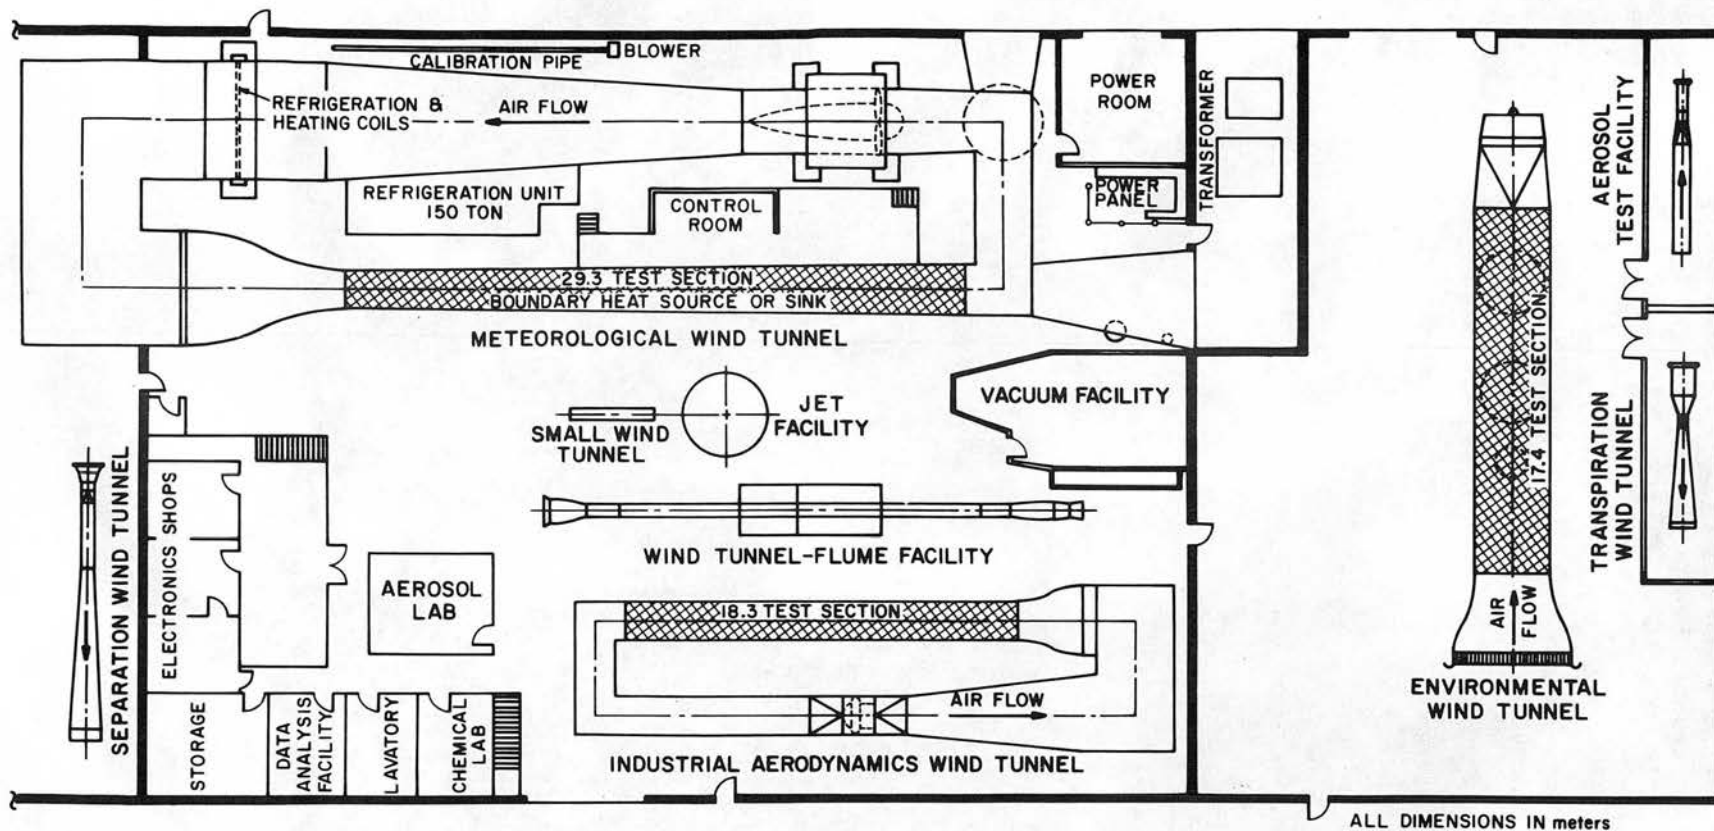 BLOWER
CALIBRATION PIPE
REFRIGERATION &
HEATING COILS
AIR FLOW
POWER
ROOM
TRANSFORMER
AEROSOL
TEST FACILITY
REFRIGERATION UNIT
150 TON
CONTROL
ROOM
POWER
PANEL
29.3 TEST SECTION
BOUNDARY HEAT SOURCE OR SINK
METEOROLOGICAL WIND TUNNEL
VACUUM FACILITY
JET
FACILITY
SMALL WIND
TUNNEL
17.4 TEST SECTION
TRANSPIRATION
WIND TUNNEL
SEPARATION WIND TUNNEL
ELECTRONICS SHOPS
WIND TUNNEL-FLUME FACILITY
AEROSOL
LAB
18.3 TEST SECTION
AIR
FLOW
ENVIRONMENTAL
WIND TUNNEL
AIR FLOW
STORAGE
DATA
ANALYSIS
FACILITY
LAVATORY
CHEMICAL
LAB
INDUSTRIAL AERODYNAMICS WIND TUNNEL
ALL DIMENSIONS IN meters